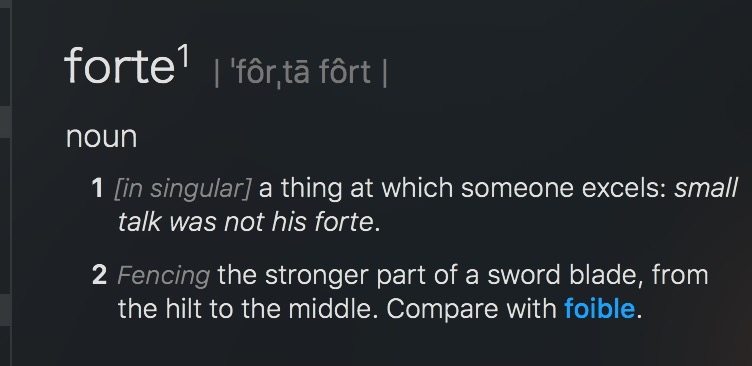 forte¹ | ˈfôrˌtā fôrt |
noun
1 [in singular] a thing at which someone excels: small
talk was not his forte.
2 Fencing the stronger part of a sword blade, from
the hilt to the middle. Compare with foible.